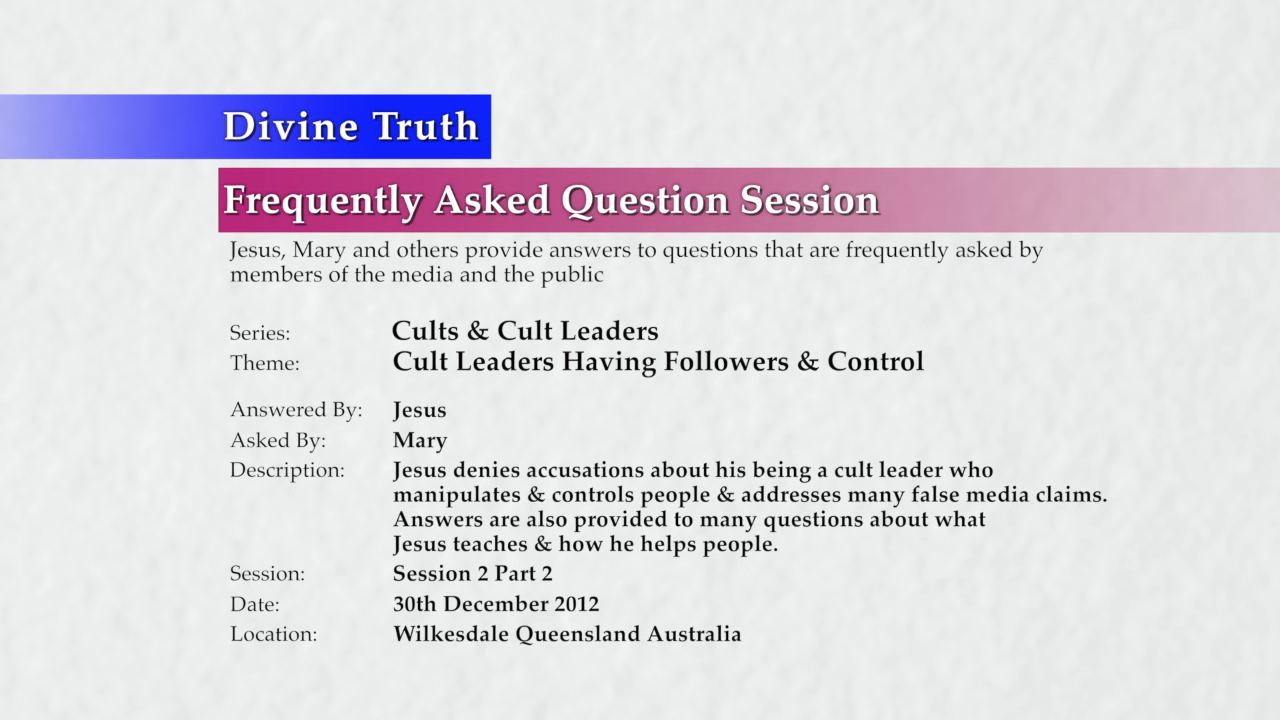 Divine Truth
Frequently Asked Question Session
Jesus, Mary and others provide answers to questions that are frequently asked by
members of the media and the public
Series: Cults & Cult Leaders
Theme: Cult Leaders Having Followers & Control
Answered By: Jesus
Asked By: Mary
Description: Jesus denies accusations about his being a cult leader who
manipulates & controls people & addresses many false media claims.
Answers are also provided to many questions about what
Jesus teaches & how he helps people.
Session: Session 2 Part 2
Date: 30th December 2012
Location: Wilkesdale Queensland Australia